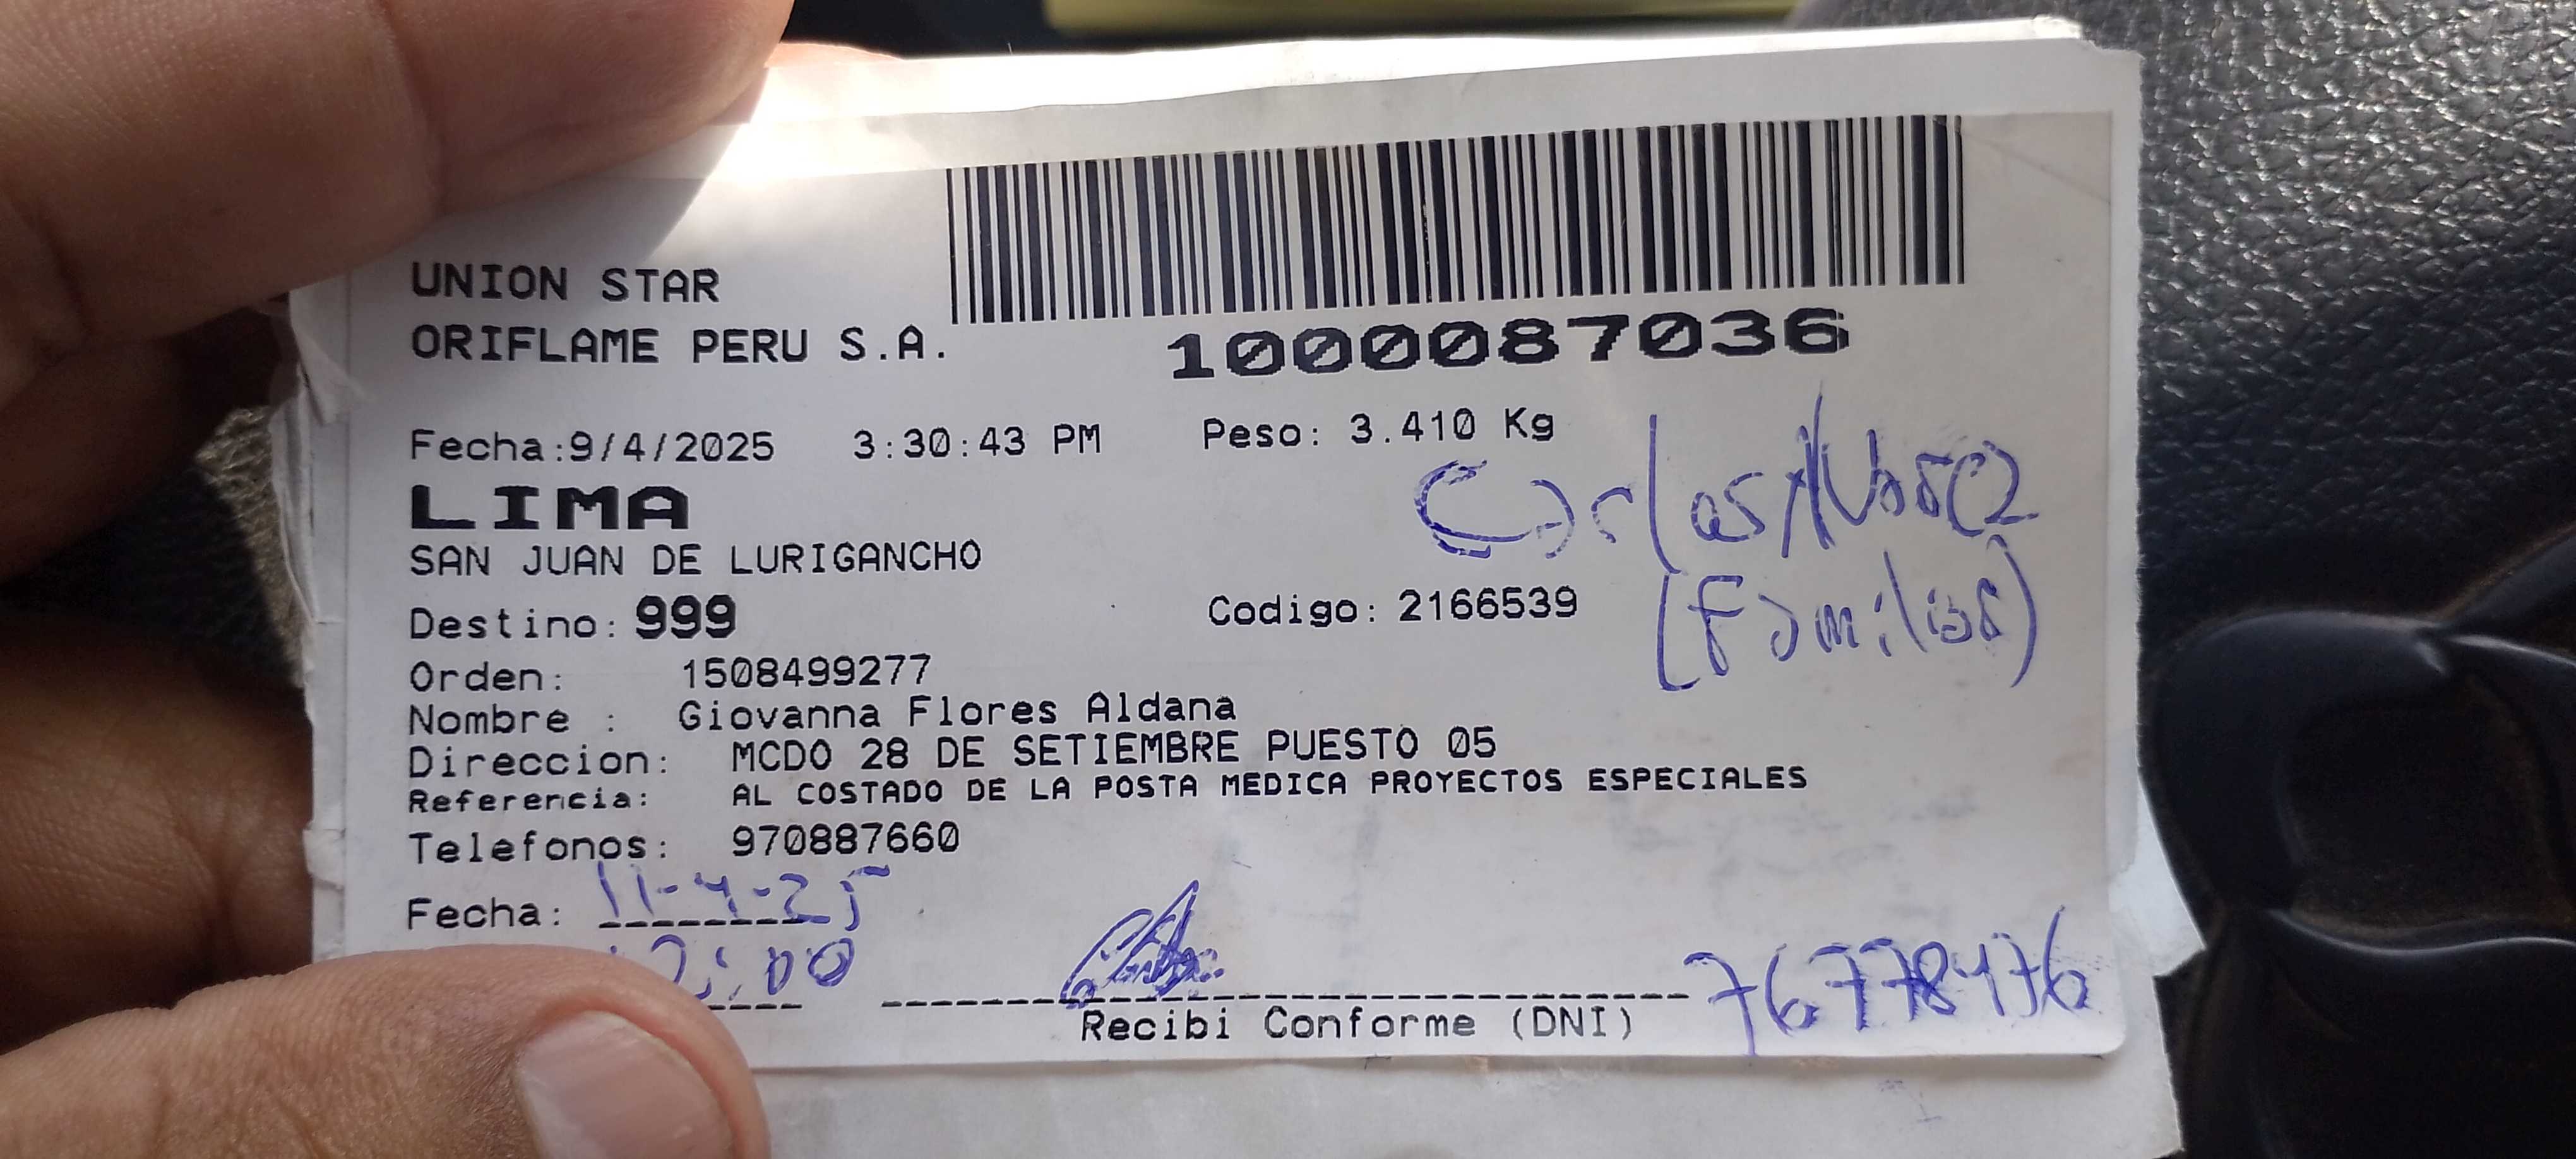 UNION STAR
ORIFLAME PERU S.A.
1000087036
Fecha:9/4/2025 3:30:43 PM Peso: 3.410 Kg
LIMA
Carlos
SAN JUAN DE LURIGANCHO
(Familiar)
Destino: 999 Codigo: 2166539
Orden: 1508499277
Nombre : Giovanna Flores Aldana
Direccion: MCDO 28 DE SETIEMBRE PUESTO 05
Referencia: AL COSTADO DE LA POSTA MEDICA PROYECTOS ESPECIALES
Telefonos: 970887660
Fecha: 11-4-25
76778476
Recibi Conforme (DNI)